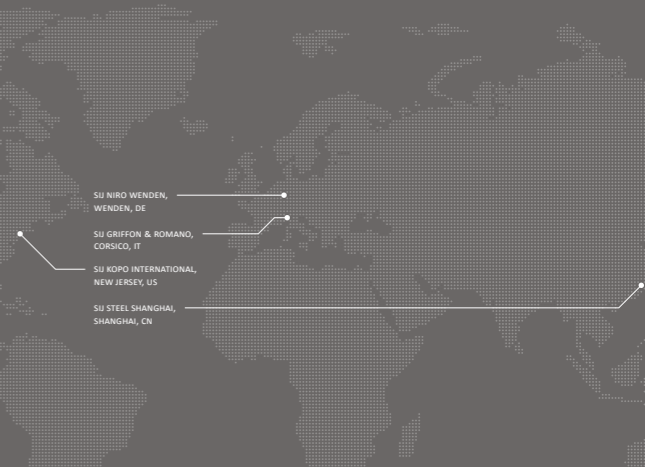 SIJ NIRO WENDEN,
WENDEN, DE
SIJ GRIFFON & ROMANO,
CORSICO, IT
SIJ KOPO INTERNATIONAL,
NEW JERSEY, US
SIJ STEEL SHANGHAI,
SHANGHAI, CN